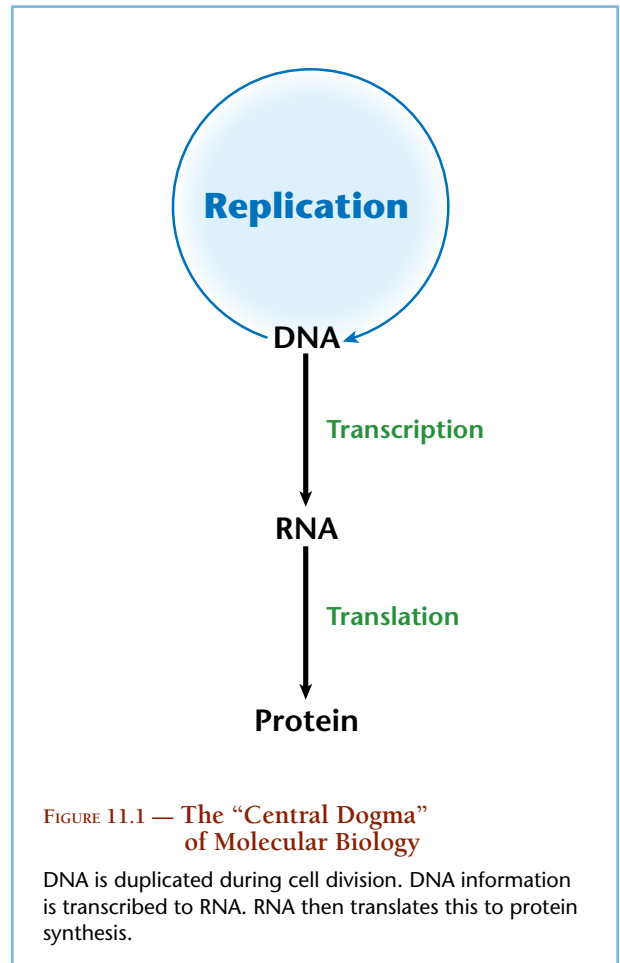 Replication
DNA
Transcription
RNA
Translation
Protein
FIGURE 11.1 — The “Central Dogma”
of Molecular Biology
DNA is duplicated during cell division. DNA information
is transcribed to RNA. RNA then translates this to protein
synthesis.